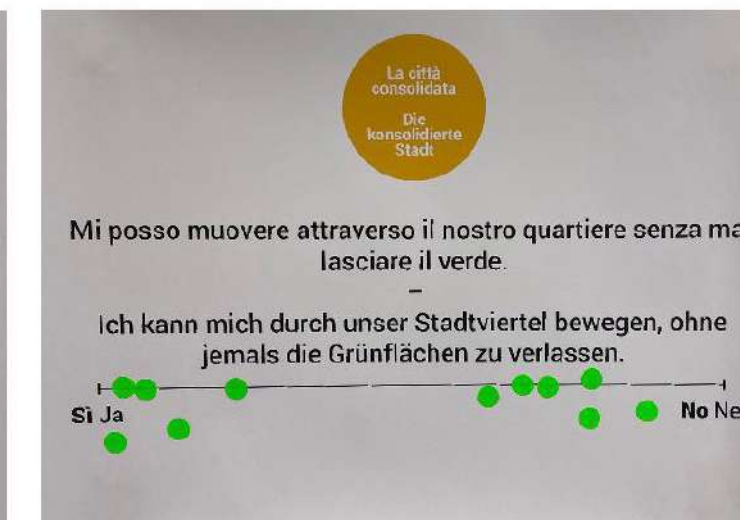 La città
consolidata
Die
konsolidierte
Stadt
Mi posso muovere attraverso il nostro quartiere senza ma
lasciare il verde.
–
Ich kann mich durch unser Stadtviertel bewegen, ohne
jemals die Grünflächen zu verlassen.
Sì Ja
No Ne